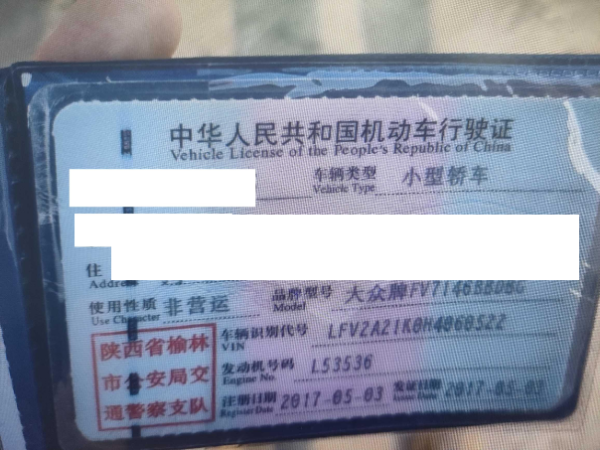 中华人民共和国机动车行驶证
Vehicle License of the People's Republic of China
车辆类型 小型轿车
Vehicle Type
住
Address
使用性质 非营运 品牌型号 大众牌FV7146BBDBG
Use Character Model
车辆识别代号 LFV2A21K0H4060522
VIN
发动机号码 L53536
Engine No.
注册日期 2017-05-03 发证日期 2017-05-03
Register Date Issue Date
陕西省榆林
市公安局交
通警察支队